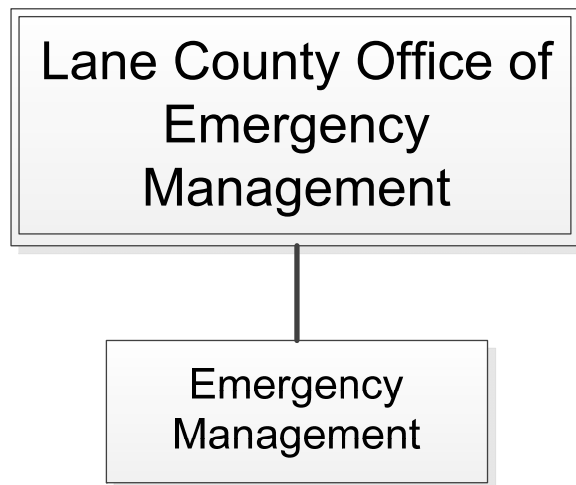 Lane County Office of
Emergency
Management
Emergency
Management